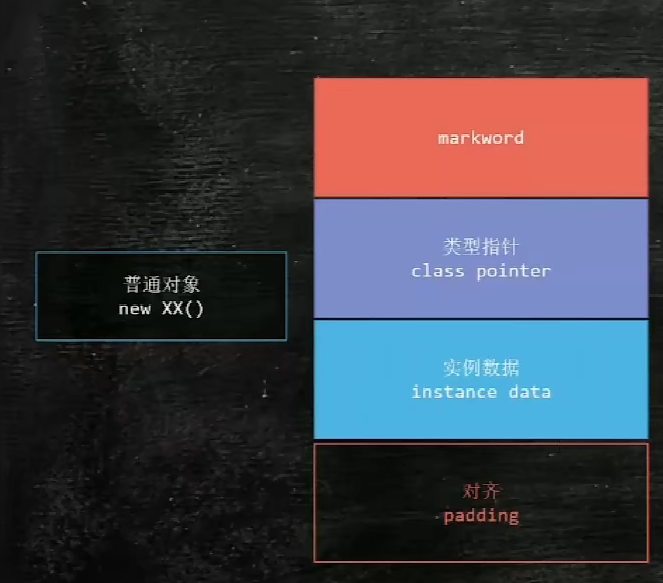 markword
类型指针
class pointer
普通对象
new XX()
实例数据
instance data
对齐
padding